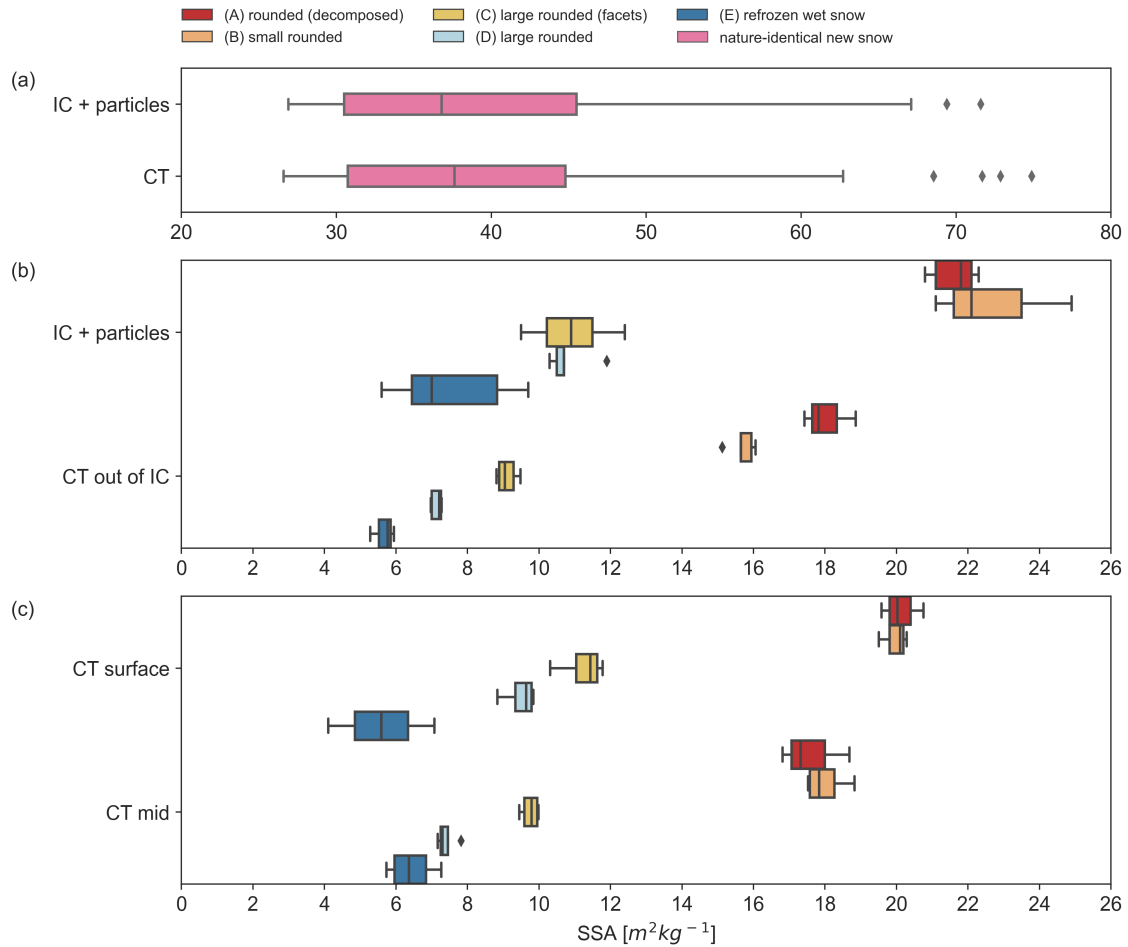 (A) rounded (decomposed) (C) large rounded (facets) (E) refrozen wet snow
(B) small rounded (D) large rounded nature-identical new snow
(a)
IC + particles
CT
20 30 40 50 60 70 80
(b)
IC + particles
CT out of IC
0 2 4 6 8 10 12 14 16 18 20 22 24 26
(c)
CT surface
CT mid
0 2 4 6 8 10 12 14 16 18 20 22 24 26
SSA [m²kg⁻¹]